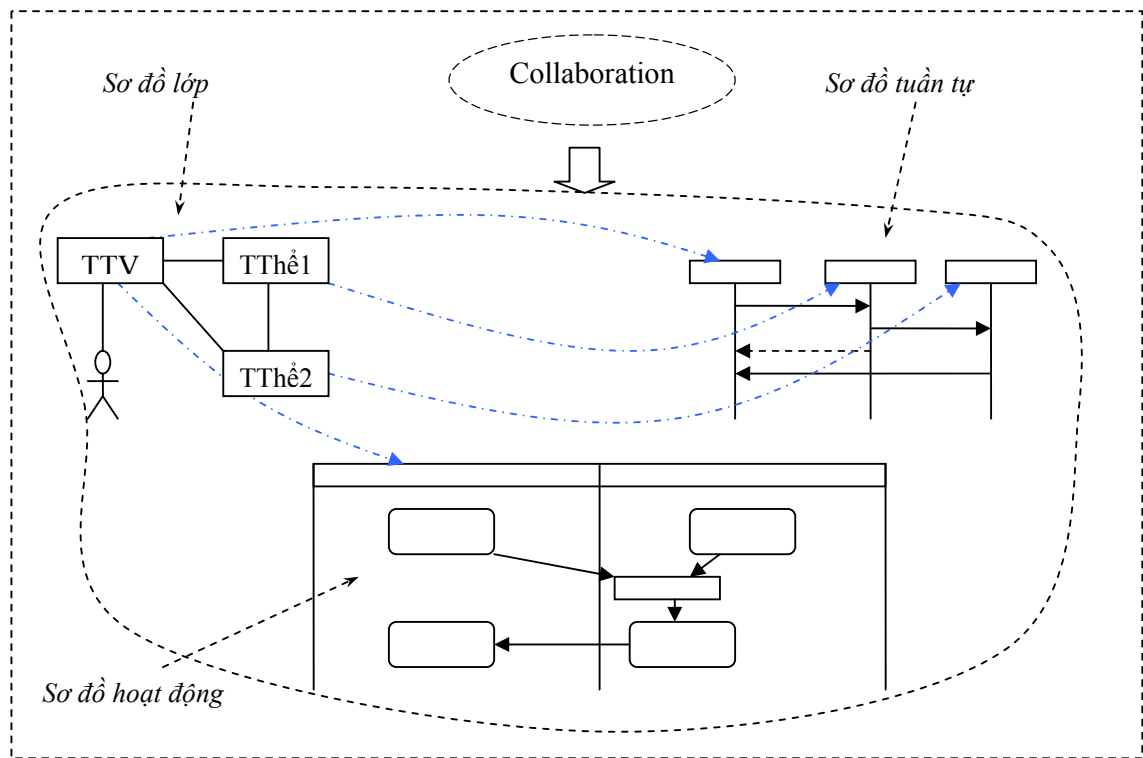 Collaboration
Sơ đồ lớp
Sơ đồ tuần tự
TTV
TThể1
TThể2
Sơ đồ hoạt động